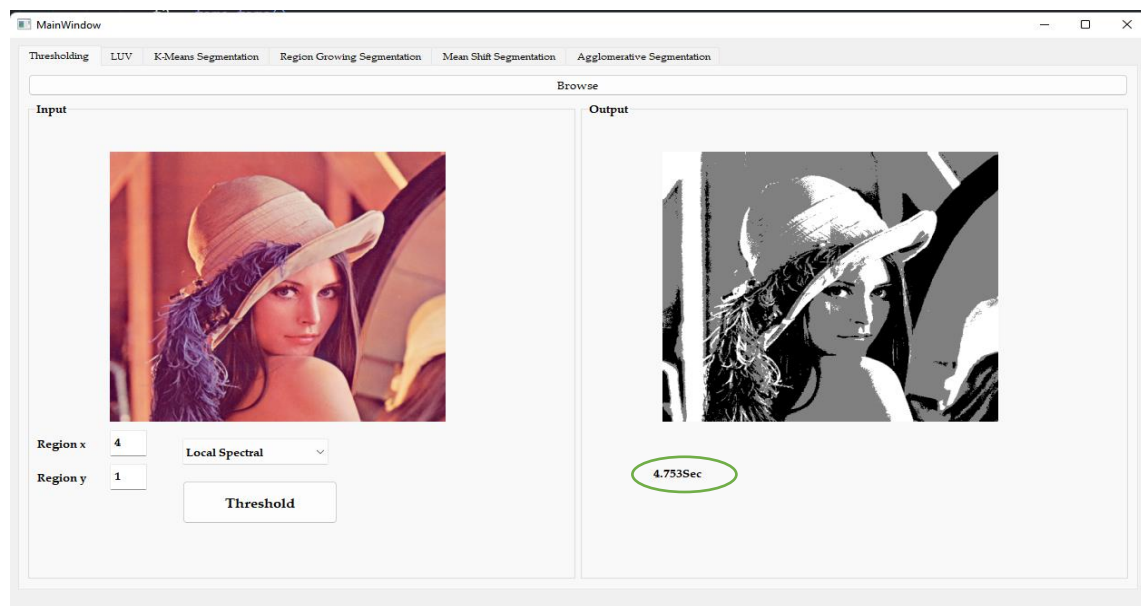 MainWindow
Thresholding LUV K-Means Segmentation Region Growing Segmentation Mean Shift Segmentation Agglomerative Segmentation
Browse
Input
Output
Region x 4
Local Spectral
Region y 1
Threshold
4.753Sec